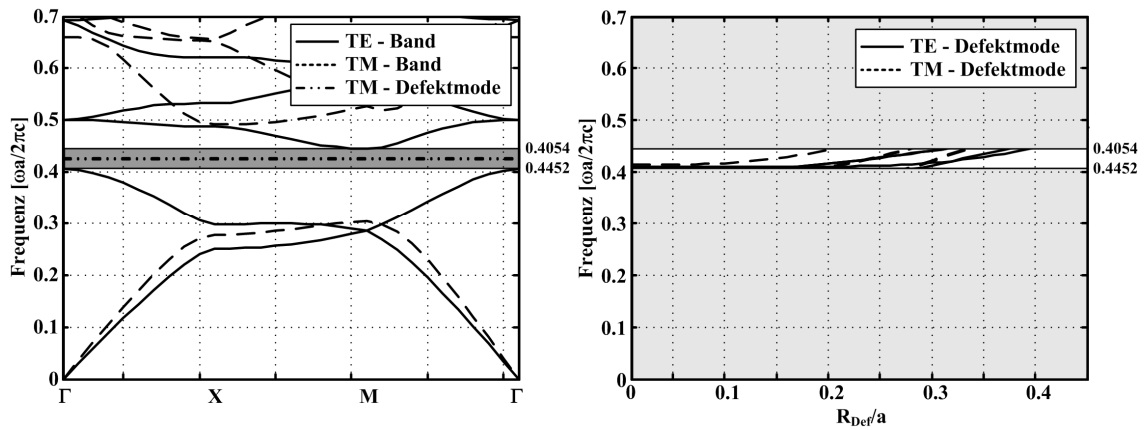 0.7
0.6
0.5
0.4
0.3
0.2
0.1
0
Frequenz [ωa/2πc]
Γ
X
M
Γ
TE - Band
TM - Band
TM - Defektmode
0.4054
0.4452
0.7
0.6
0.5
0.4
0.3
0.2
0.1
0
Frequenz [ωa/2πc]
0
0.1
0.2
0.3
0.4
R_Def/a
TE - Defektmode
TM - Defektmode
0.4054
0.4452